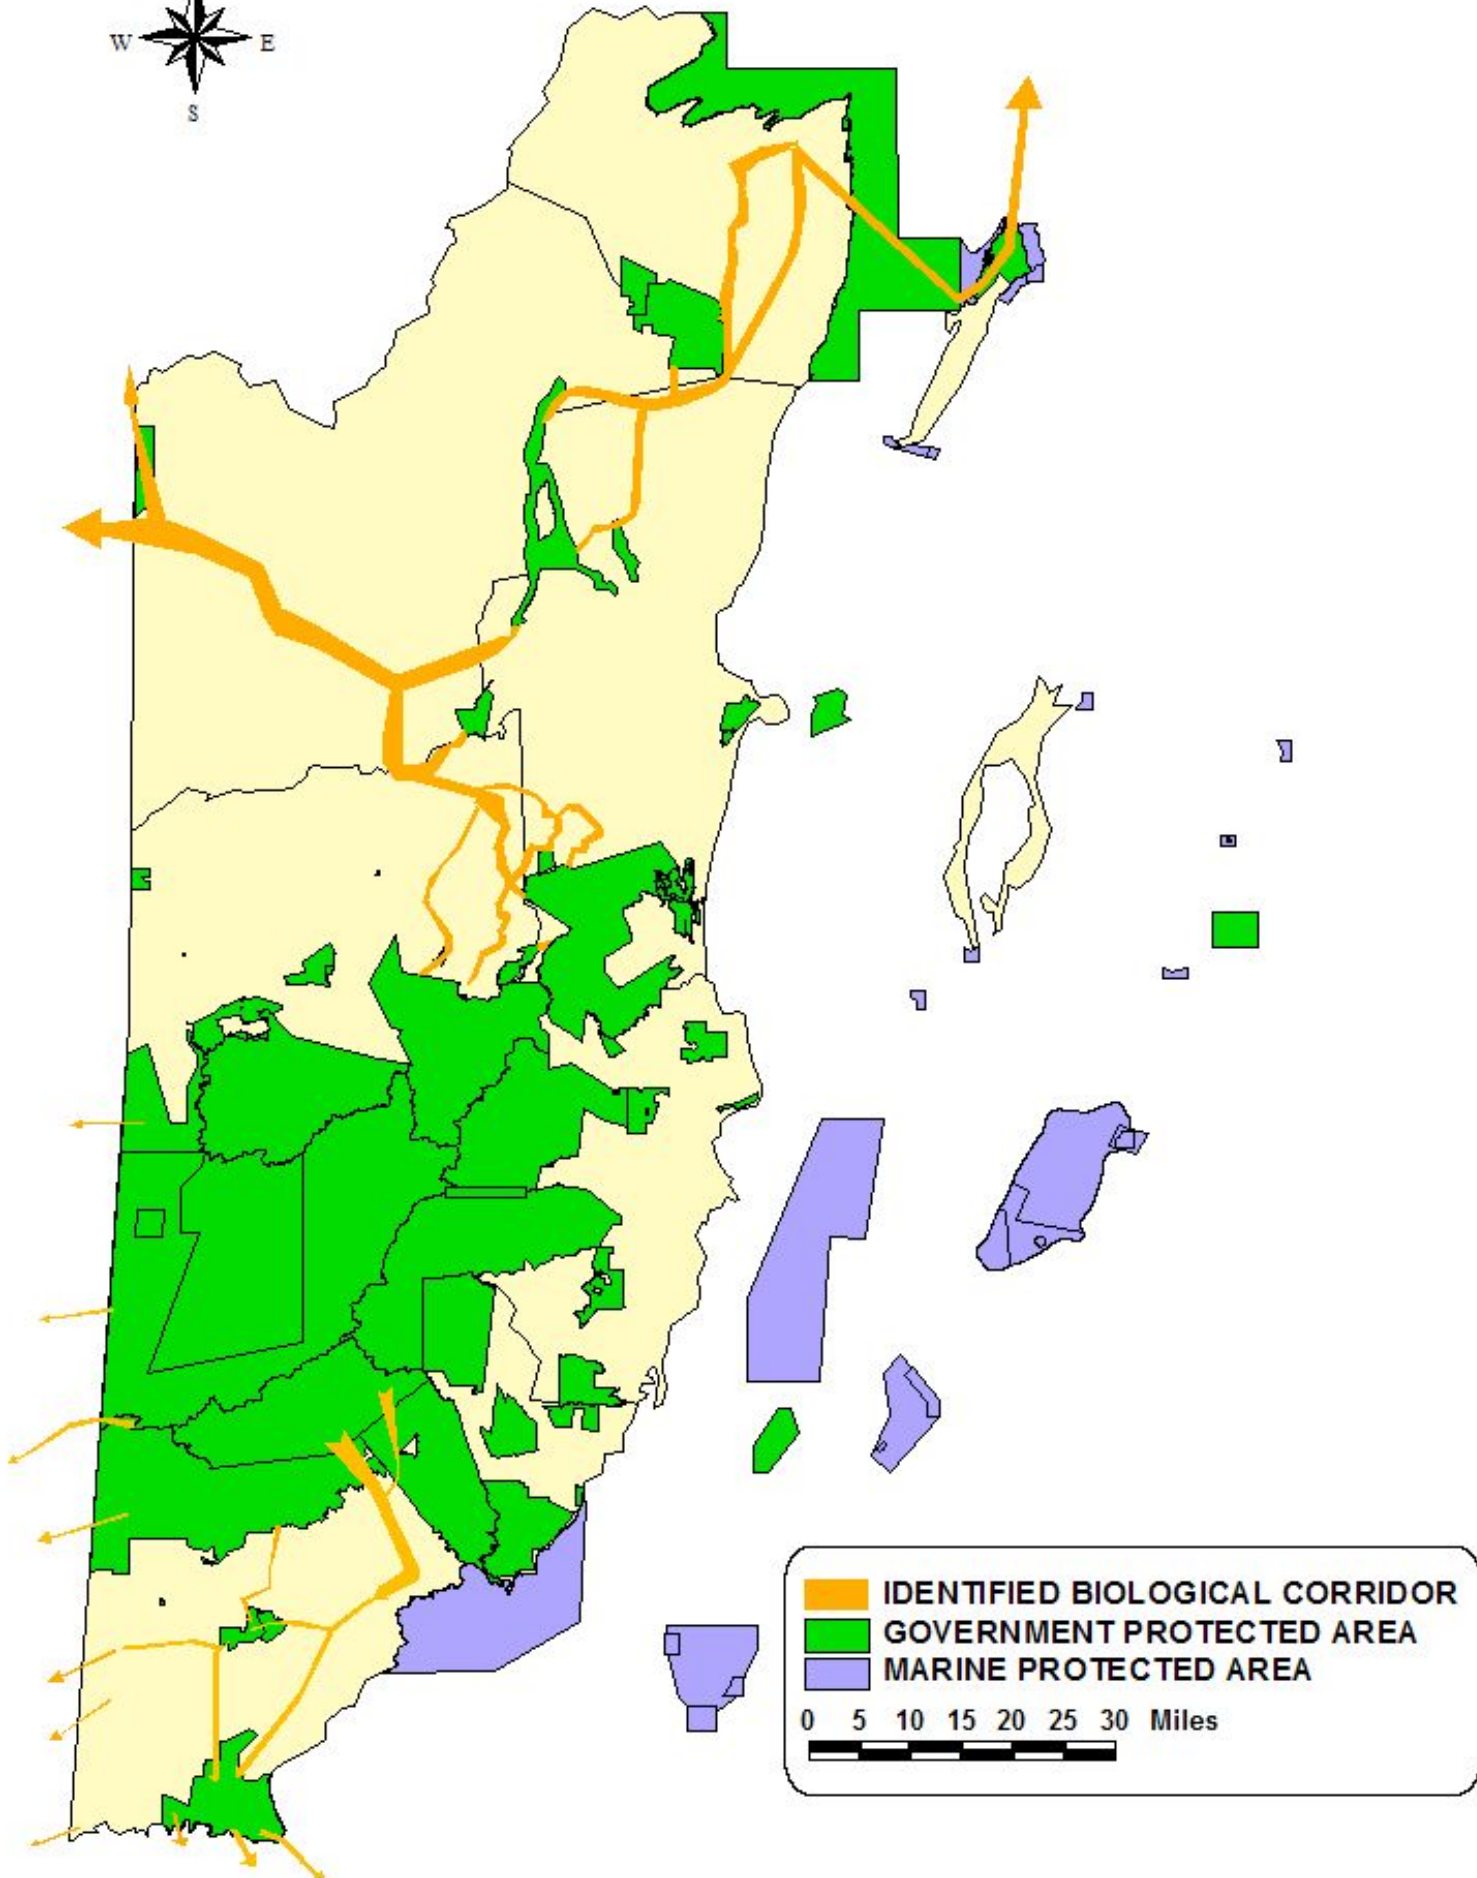 W E
S
IDENTIFIED BIOLOGICAL CORRIDOR
GOVERNMENT PROTECTED AREA
MARINE PROTECTED AREA
0 5 10 15 20 25 30 Miles